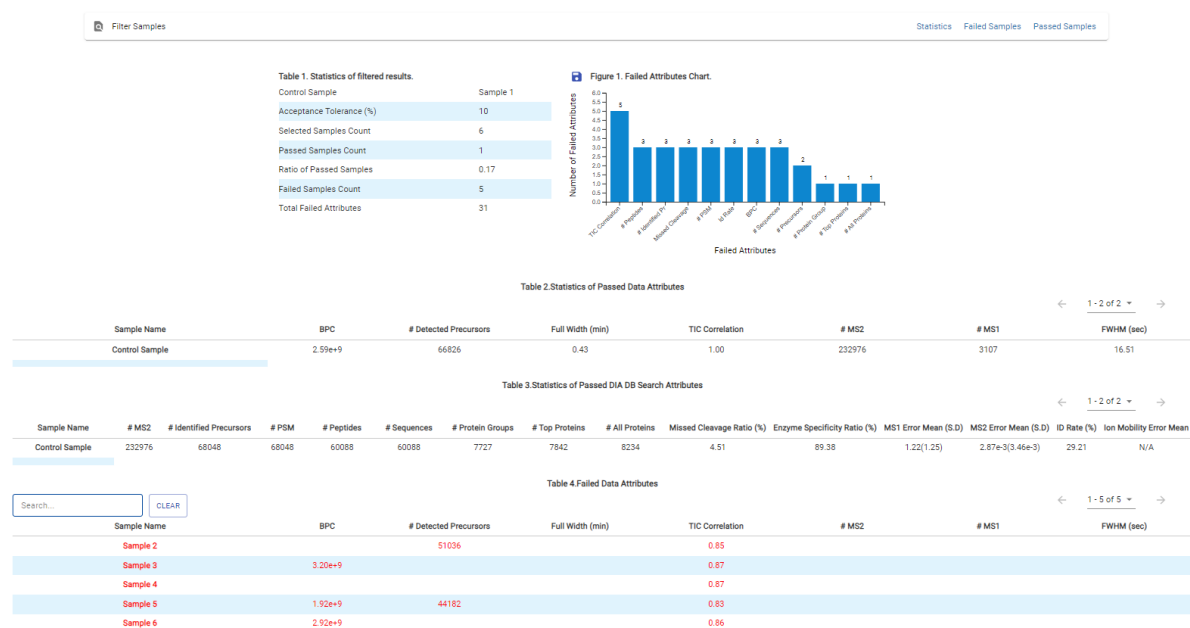 Filter Samples
Statistics Failed Samples Passed Samples
Table 1. Statistics of filtered results.
Control Sample Sample 1
Acceptance Tolerance (%) 10
Selected Samples Count 6
Passed Samples Count 1
Ratio of Passed Samples 0.17
Failed Samples Count 5
Total Failed Attributes 31
Figure 1. Failed Attributes Chart.
Number of Failed Attributes
6.0
5.5
5.0
4.5
4.0
3.5
3.0
2.5
2.0
1.5
1.0
0.5
0.0
5 3 3 3 3 3 3 3 2 1 1 1
TIC Correlation
# Peptides
# Identified Pr
Missed Cleavage
# PSM
Id Rate
BPC
# Sequences
# Precursors
# Protein Group
# Top Proteins
# All Proteins
Failed Attributes
Table 2.Statistics of Passed Data Attributes
1 - 2 of 2
Sample Name BPC # Detected Precursors Full Width (min) TIC Correlation # MS2 # MS1 FWHM (sec)
Control Sample 2.59e+9 66826 0.43 1.00 232976 3107 16.51
Table 3.Statistics of Passed DIA DB Search Attributes
1 - 2 of 2
Sample Name # MS2 # Identified Precursors # PSM # Peptides # Sequences # Protein Groups # Top Proteins # All Proteins Missed Cleavage Ratio (%) Enzyme Specificity Ratio (%) MS1 Error Mean (S.D) MS2 Error Mean (S.D) ID Rate (%) Ion Mobility Error Mean
Control Sample 232976 68048 68048 60088 60088 7727 7842 8234 4.51 89.38 1.22(1.25) 2.87e-3(3.46e-3) 29.21 N/A
Table 4.Failed Data Attributes
Search... CLEAR
1 - 5 of 5
Sample Name BPC # Detected Precursors Full Width (min) TIC Correlation # MS2 # MS1 FWHM (sec)
Sample 2 51036 0.85
Sample 3 3.20e+9 0.87
Sample 4 0.87
Sample 5 1.92e+9 44182 0.83
Sample 6 2.92e+9 0.86